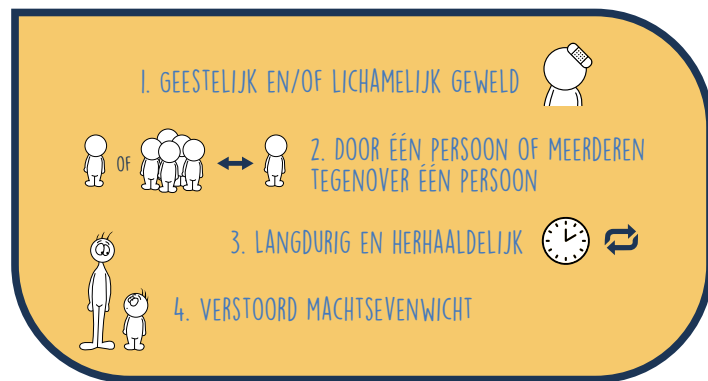 1. GEESTELIJK EN/OF LICHAMELIJK GEWELD
OF
2. DOOR ÉÉN PERSOON OF MEERDEREN
TEGENOVER ÉÉN PERSOON
3. LANGDURIG EN HERHAALDELIJK
4. VERSTOORD MACHTSEVENWICHT